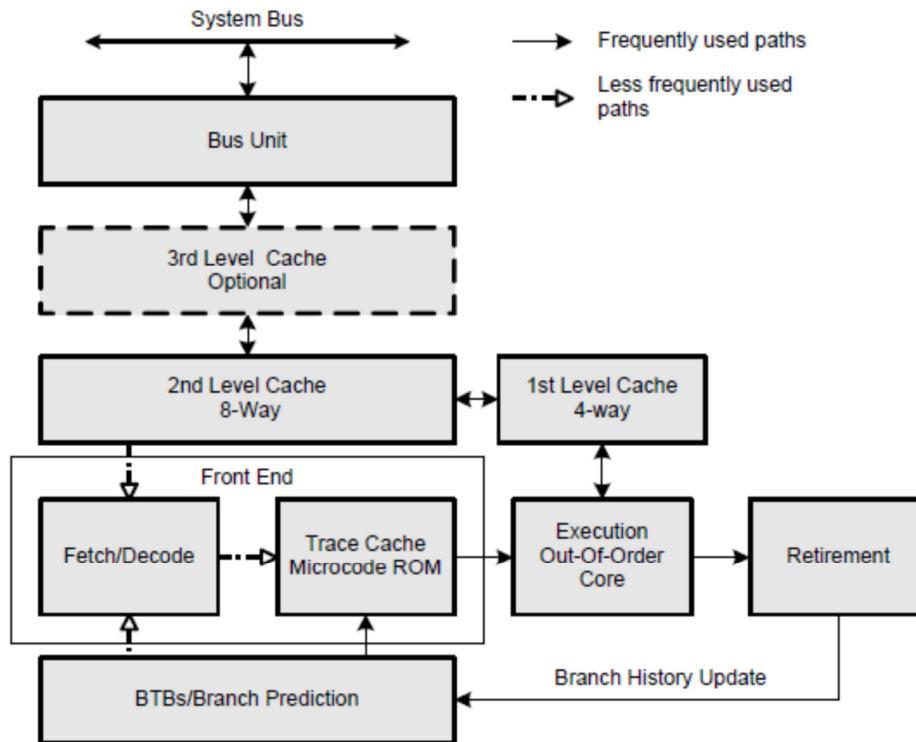 System Bus
Frequently used paths
Less frequently used
paths
Bus Unit
3rd Level Cache
Optional
2nd Level Cache
8-Way
1st Level Cache
4-way
Front End
Fetch/Decode
Trace Cache
Microcode ROM
Execution
Out-Of-Order
Core
Retirement
BTBs/Branch Prediction
Branch History Update